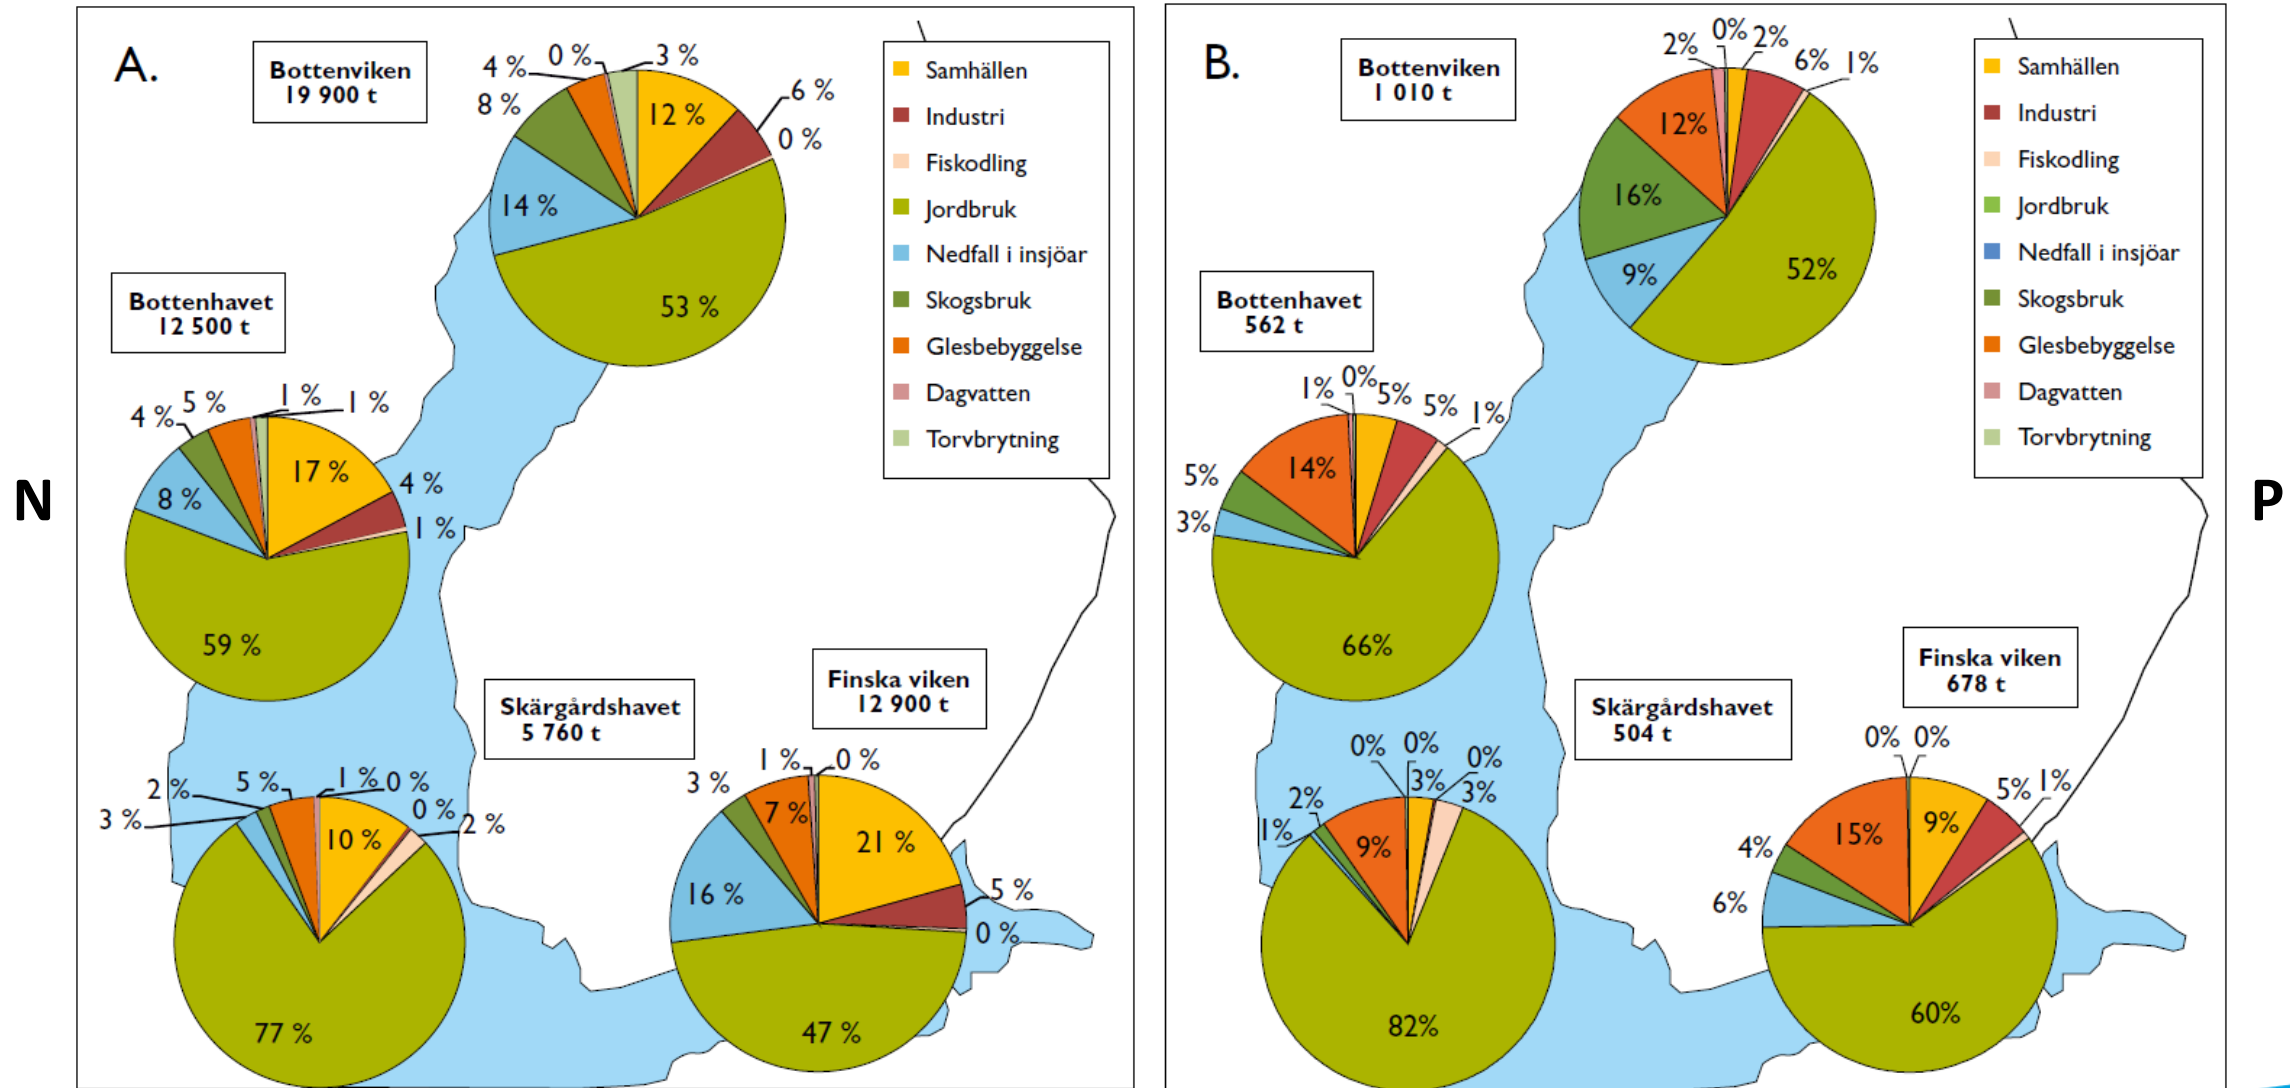 A.
Bottenviken
19 900 t
0 %
3 %
4 %
8 %
12 %
6 %
0 %
14 %
53 %
Samhällen
Industri
Fiskodling
Jordbruk
Nedfall i insjöar
Skogsbruk
Glesbebyggelse
Dagvatten
Torvbrytning
Bottenhavet
12 500 t
4 %
5 %
1 %
1 %
17 %
4 %
8 %
1 %
59 %
N
Skärgårdshavet
5 760 t
2 %
5 %
1 %
0 %
0 %
3 %
10 %
2 %
77 %
Finska viken
12 900 t
3 %
1 %
0 %
7 %
21 %
16 %
5 %
0 %
47 %
B.
Bottenviken
1 010 t
2%
0%
2%
6%
1%
12%
16%
9%
52%
Samhällen
Industri
Fiskodling
Jordbruk
Nedfall i insjöar
Skogsbruk
Glesbebyggelse
Dagvatten
Torvbrytning
Bottenhavet
562 t
1%
0%
5%
5%
1%
14%
5%
3%
66%
P
Skärgårdshavet
504 t
0%
0%
0%
3%
3%
2%
1%
9%
82%
Finska viken
678 t
0%
0%
5%
1%
9%
15%
4%
6%
60%